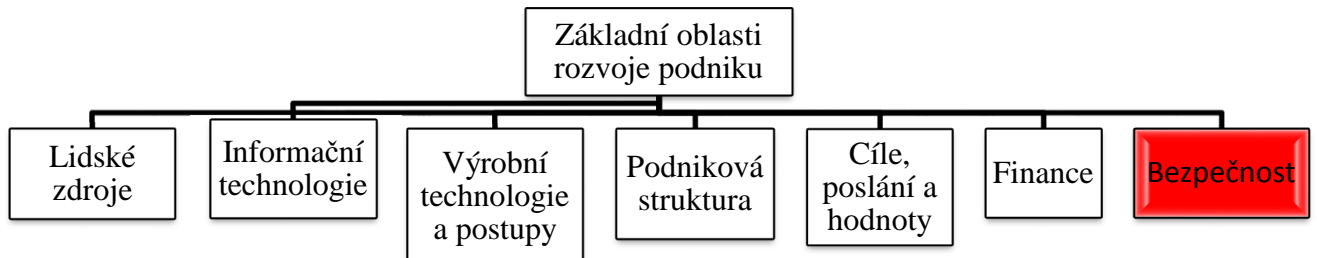 Základní oblasti
rozvoje podniku
Lidské
zdroje
Informační
technologie
Výrobní
technologie
a postupy
Podniková
struktura
Cíle,
poslání a
hodnoty
Finance
Bezpečnost